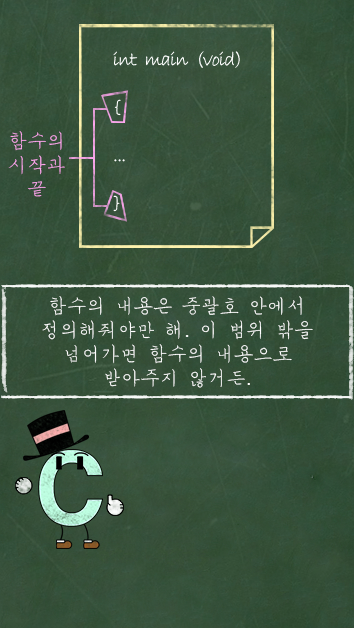 int main (void)
{
함수의
시작과
끝
...
}
함수의 내용은 중괄호 안에서
정의해줘야만 해. 이 범위 밖을
넘어가면 함수의 내용으로
받아주지 않거든.
C